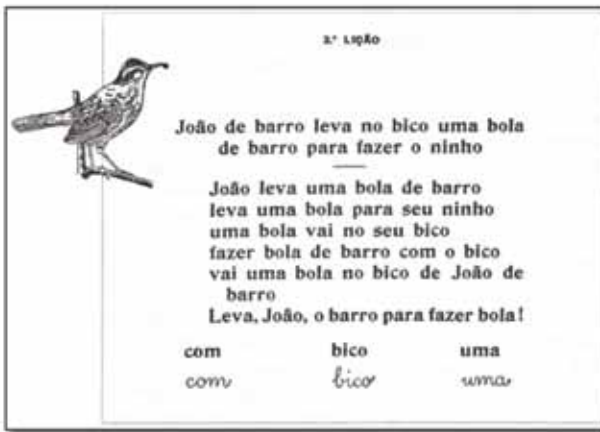 3.ª LIÇÃO
João de barro leva no bico uma bola
de barro para fazer o ninho
João leva uma bola de barro
leva uma bola para seu ninho
uma bola vai no seu bico
fazer bola de barro com o bico
vai uma bola no bico de João de
barro
Leva, João, o barro para fazer bola!
com bico uma
com bico uma